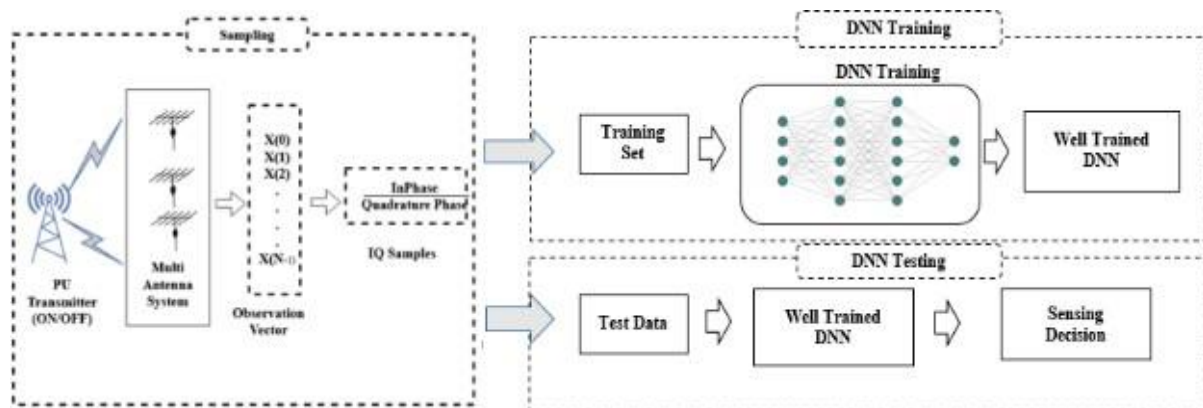 Sampling
PU
Transmitter
(ON/OFF)
Multi
Antenna
System
X(0)
X(1)
X(2)
.
.
.
.
X(N-1)
Observation
Vector
InPhase
Quadrature Phase
IQ Samples
DNN Training
DNN Training
Training
Set
Well Trained
DNN
DNN Testing
Test Data
Well Trained
DNN
Sensing
Decision